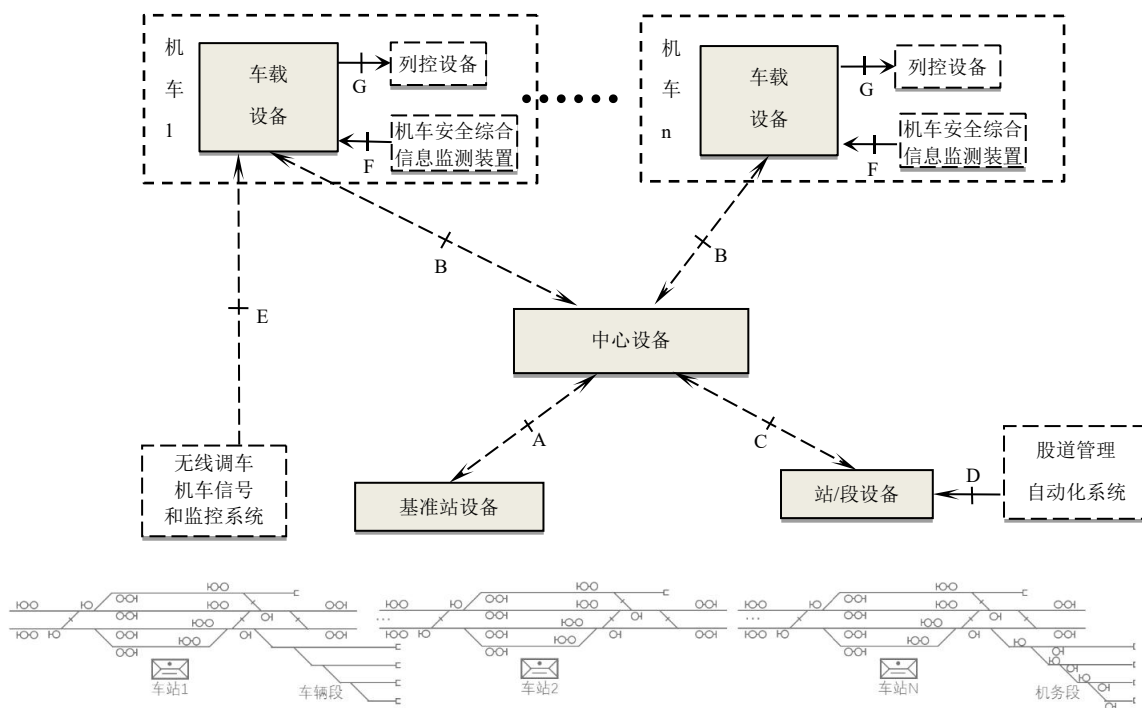 机
车
1
车载
设备
G
列控设备
F
机车安全综合
信息监测装置
机
车
n
车载
设备
G
列控设备
F
机车安全综合
信息监测装置
B
B
E
中心设备
A
C
无线调车
机车信号
和监控系统
基准站设备
站/段设备
D
股道管理
自动化系统
...
...
车站1
车辆段
车站2
车站N
机务段